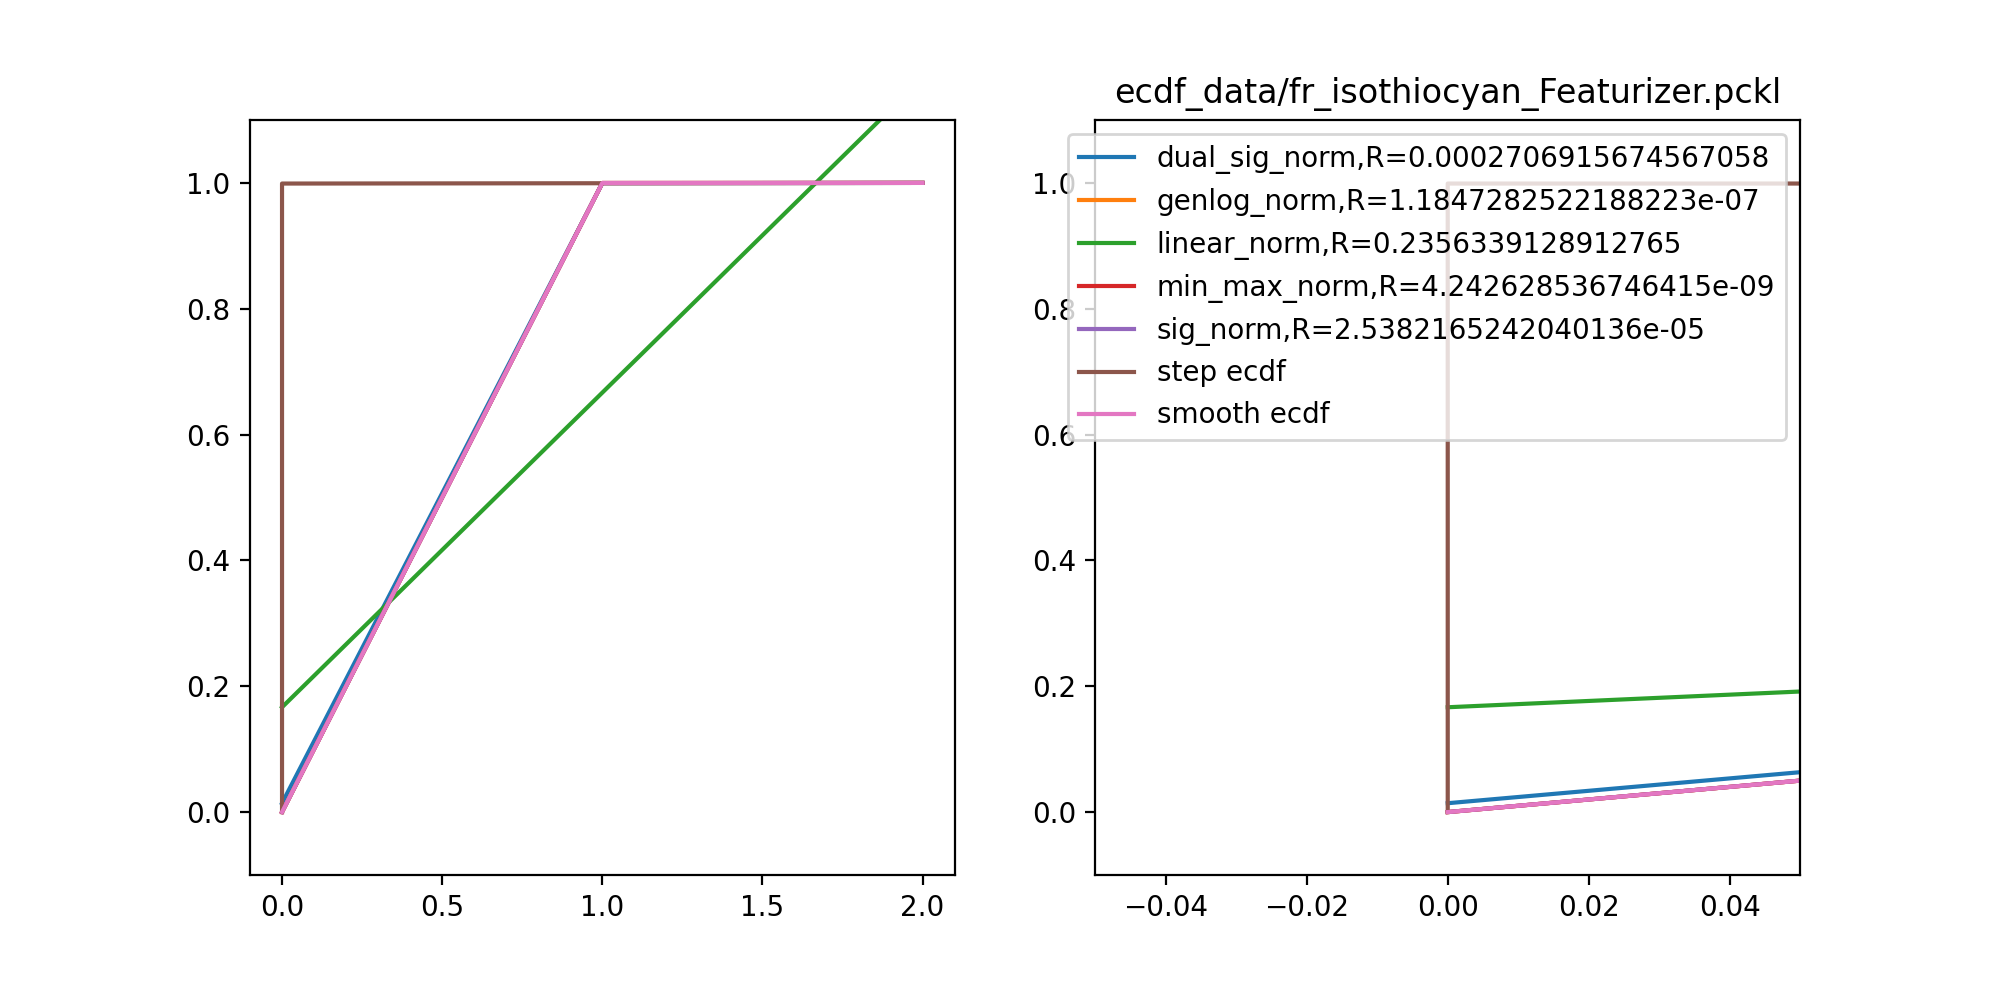 1.0
0.8
0.6
0.4
0.2
0.0
0.0 0.5 1.0 1.5 2.0
ecdf_data/fr_isothiocyan_Featurizer.pckl
dual_sig_norm,R=0.0002706915674567058
genlog_norm,R=1.1847282522188223e-07
linear_norm,R=0.2356339128912765
min_max_norm,R=4.242628536746415e-09
sig_norm,R=2.5382165242040136e-05
step ecdf
smooth ecdf
1.0
0.8
0.6
0.4
0.2
0.0
−0.04 −0.02 0.00 0.02 0.04